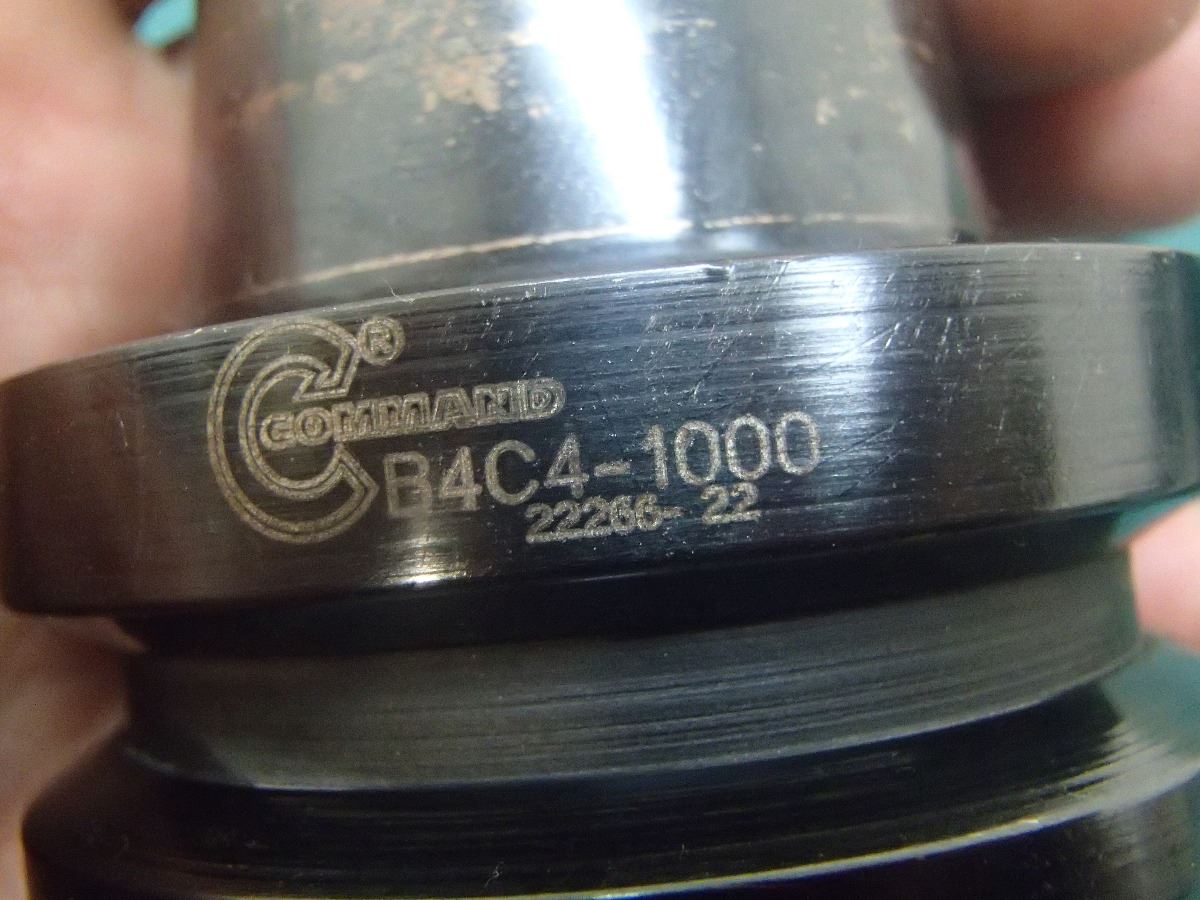 ®
COMMAND
B4C4-1000
22266- 22